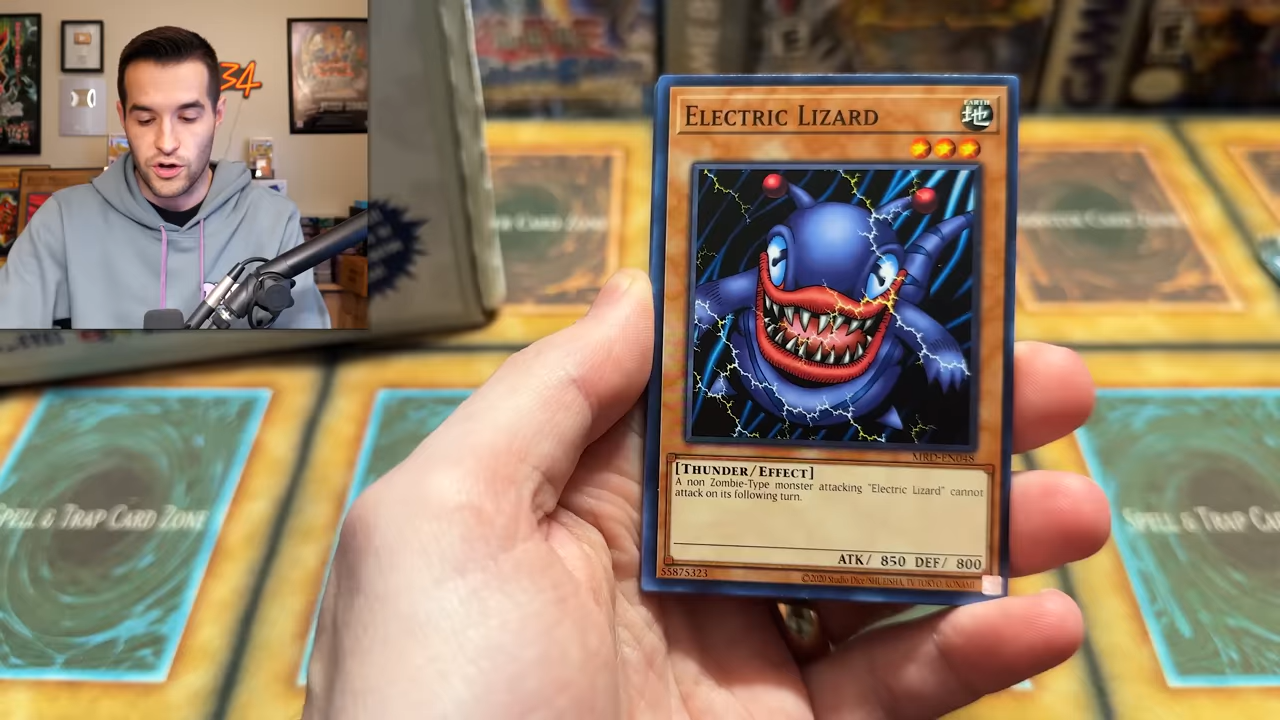 34
ELECTRIC LIZARD
EARTH
地
MRD-EN048
[THUNDER/EFFECT]
A non Zombie-Type monster attacking "Electric Lizard" cannot
attack on its following turn.
ATK/ 850 DEF/ 800
55875323
©2020 Studio Dice/SHUEISHA, TV TOKYO, KONAMI
SPELL & TRAP CARD ZONE
SPELL & TRAP CA